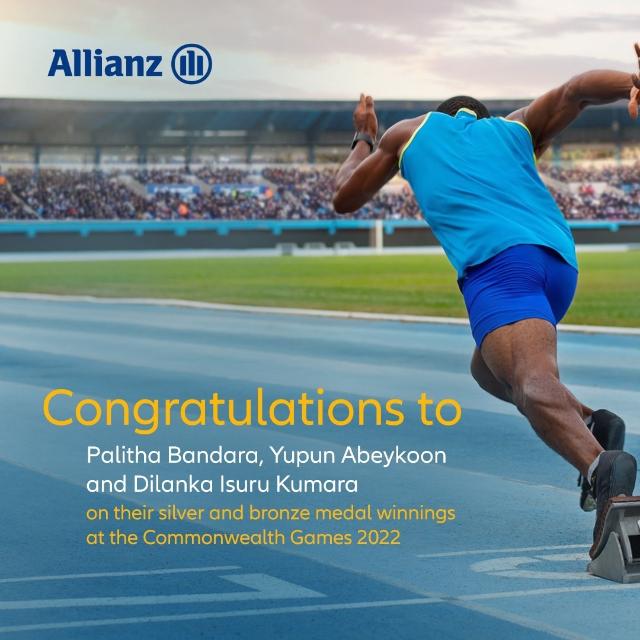 Allianz
Congratulations to
Palitha Bandara, Yupun Abeykoon
and Dilanka Isuru Kumara
on their silver and bronze medal winnings
at the Commonwealth Games 2022